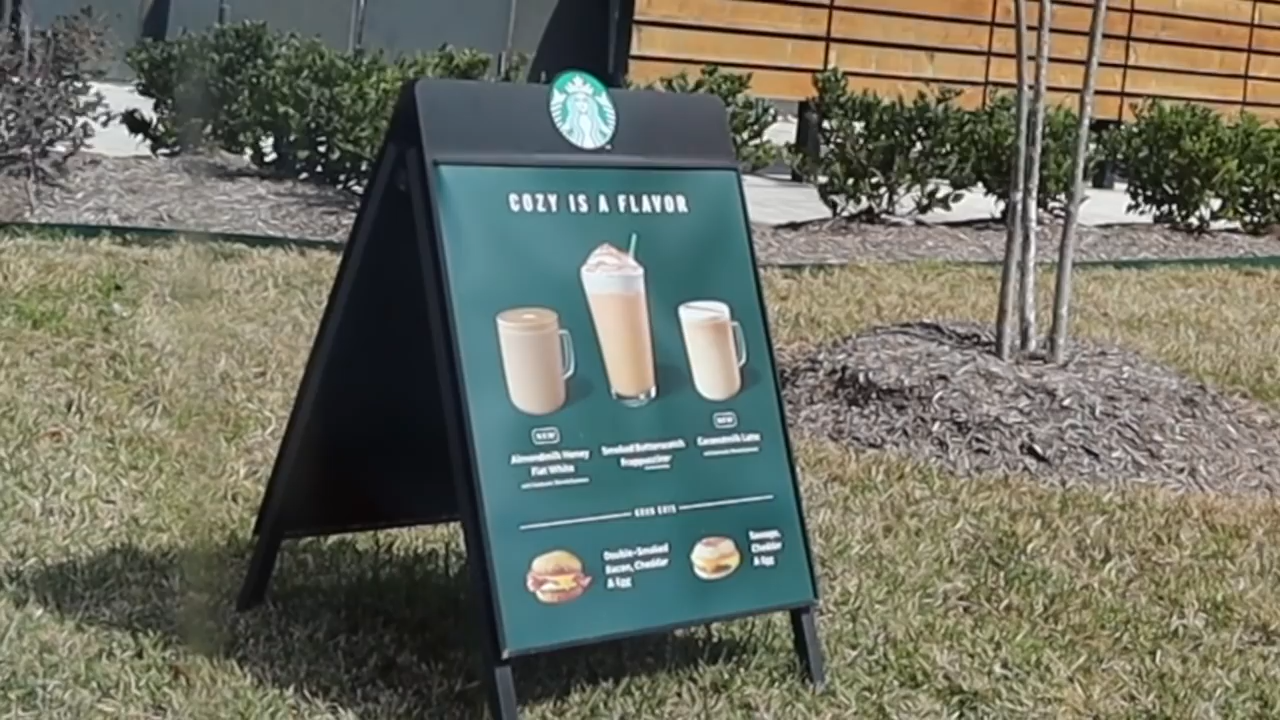 COZY IS A FLAVOR
NEW
Almondmilk Honey
Flat White
Smoked Butterscotch
Frappuccino
NEW
Coconutmilk Latte
Double-Smoked
Bacon, Cheddar
& Egg
Sausage,
Cheddar
& Egg